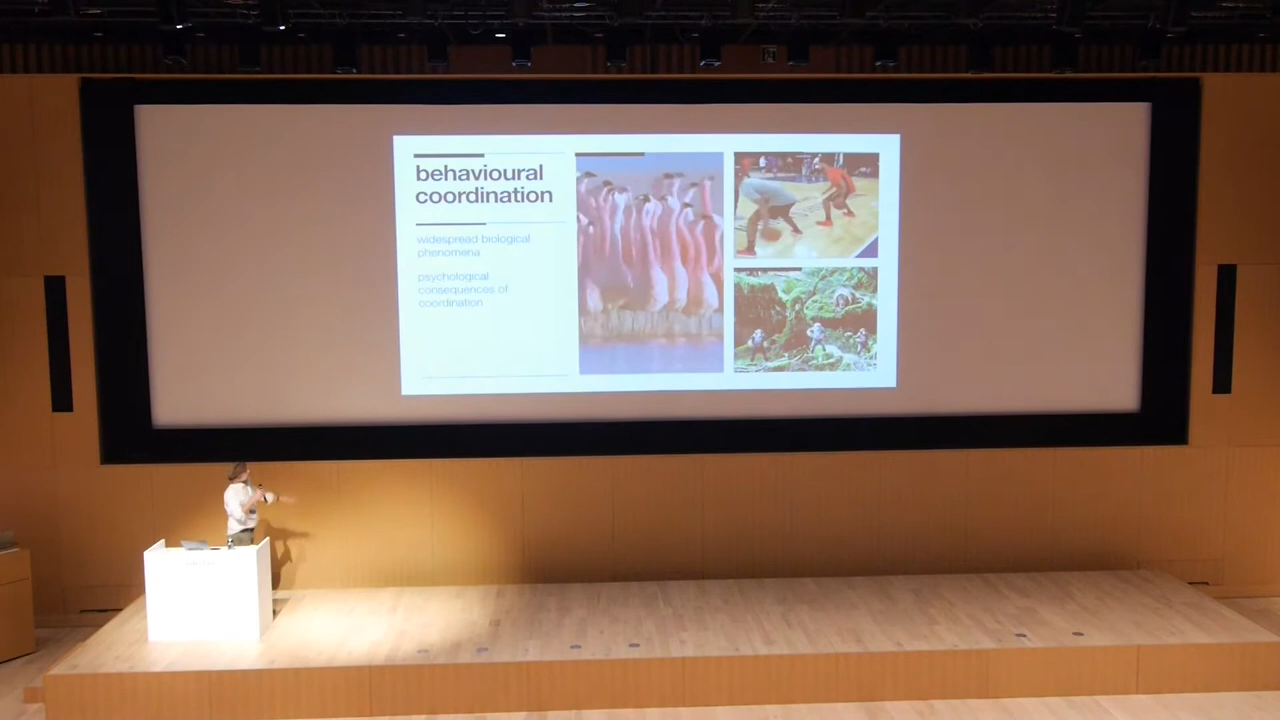 behavioural
coordination
widespread biological
phenomena
psychological
consequences of
coordination